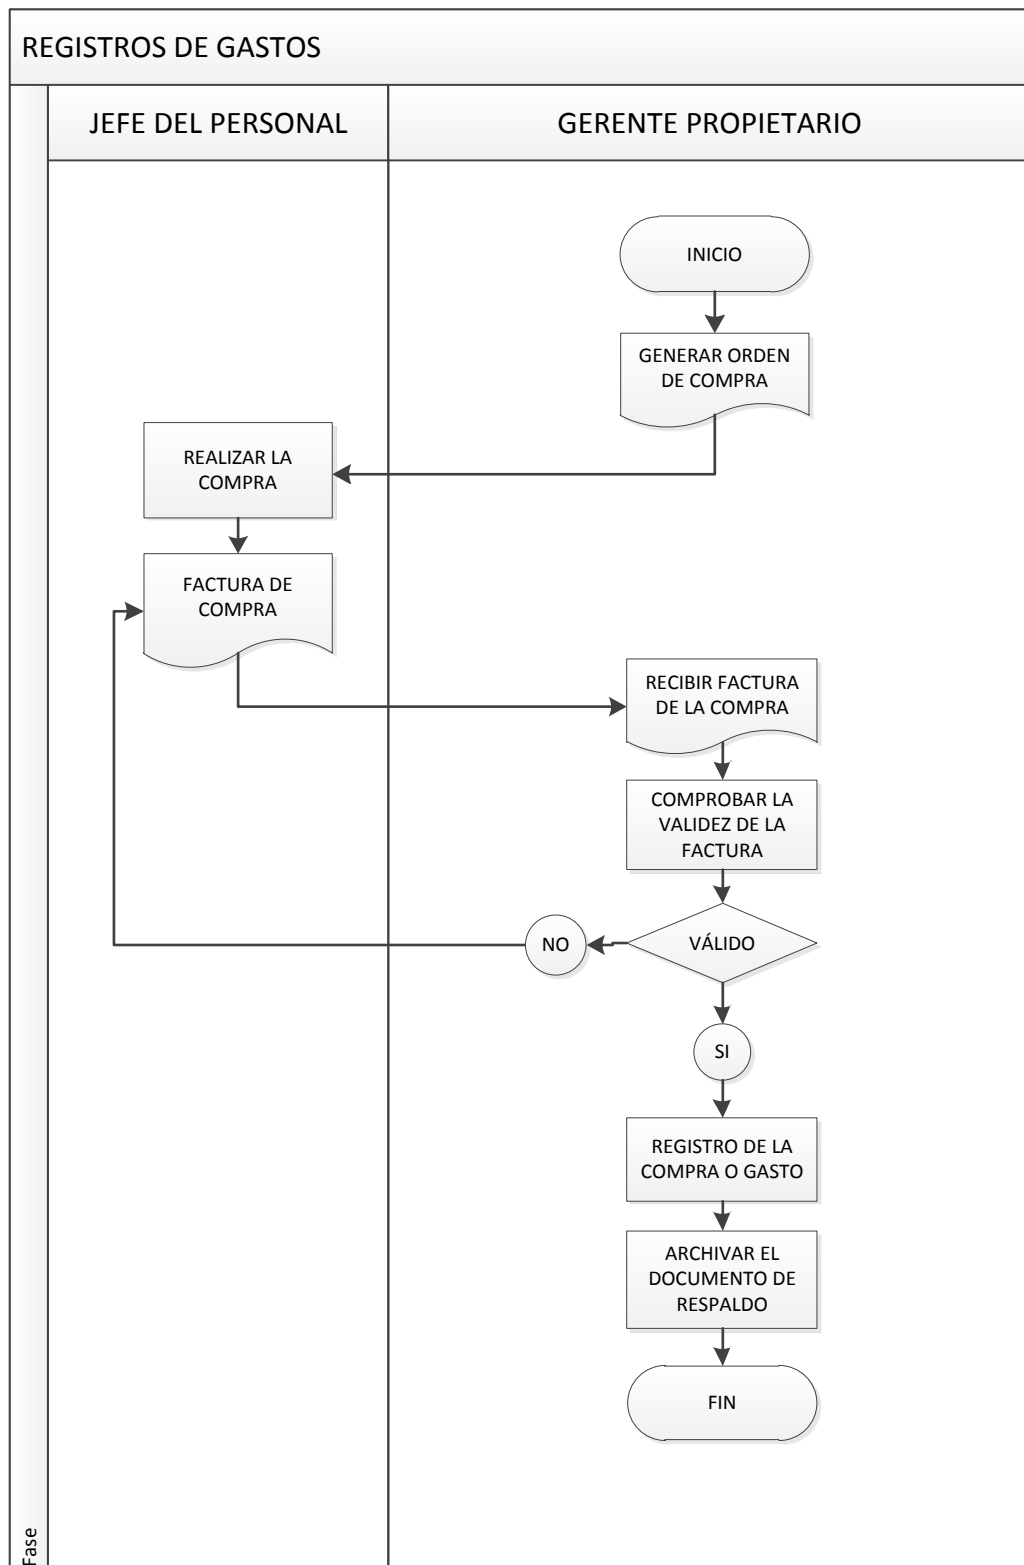 REGISTROS DE GASTOS
JEFE DEL PERSONAL
GERENTE PROPIETARIO
INICIO
GENERAR ORDEN
DE COMPRA
REALIZAR LA
COMPRA
FACTURA DE
COMPRA
RECIBIR FACTURA
DE LA COMPRA
COMPROBAR LA
VALIDEZ DE LA
FACTURA
NO
VÁLIDO
SI
REGISTRO DE LA
COMPRA O GASTO
ARCHIVAR EL
DOCUMENTO DE
RESPALDO
FIN
Fase